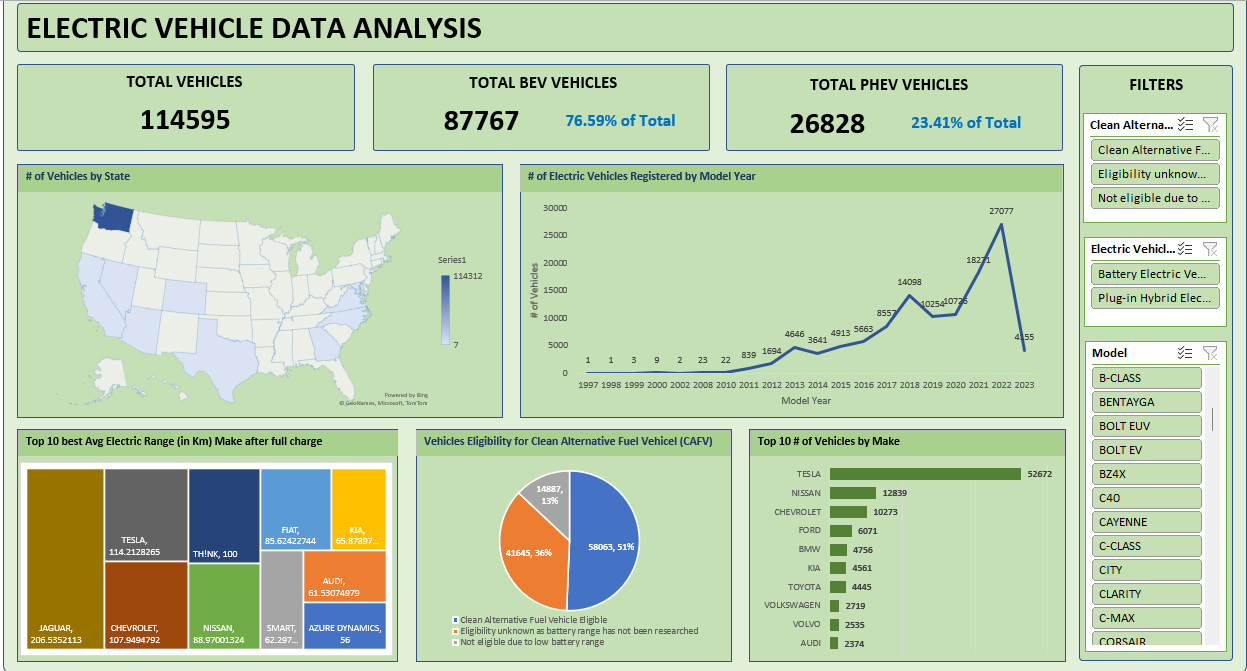 ELECTRIC VEHICLE DATA ANALYSIS
TOTAL VEHICLES
114595
TOTAL BEV VEHICLES
87767
76.59% of Total
TOTAL PHEV VEHICLES
26828
23.41% of Total
FILTERS
Clean Alterna...
Clean Alternative F...
Eligibility unknow...
Not eligible due to ...
Electric Vehicl...
Battery Electric Ve...
Plug-in Hybrid Elec...
Model
B-CLASS
BENTAYGA
BOLT EUV
BOLT EV
BZ4X
C40
CAYENNE
C-CLASS
CITY
CLARITY
C-MAX
CORSAIR
# of Vehicles by State
Series1
114312
7
Powered by Bing
© GeoNames, Microsoft, TomTom
# of Electric Vehicles Registered by Model Year
# of Vehicles
30000
25000
20000
15000
10000
5000
0
1
1
3
9
2
23
22
839
1694
4646
3641
4913
5663
8557
14098
10254
10726
18271
27077
4155
1997 1998 1999 2000 2002 2008 2010 2011 2012 2013 2014 2015 2016 2017 2018 2019 2020 2021 2022 2023
Model Year
Top 10 best Avg Electric Range (in Km) Make after full charge
JAGUAR,
206.5352113
TESLA,
114.2128265
CHEVROLET,
107.9494792
TH!NK, 100
NISSAN,
88.97001324
FIAT,
85.62422744
KIA,
65.87897...
SMART,
62.297...
AUDI,
61.53074979
AZURE DYNAMICS,
56
Vehicles Eligibility for Clean Alternative Fuel Vehicel (CAFV)
14887,
13%
41645, 36%
58063, 51%
Clean Alternative Fuel Vehicle Eligible
Eligibility unknown as battery range has not been researched
Not eligible due to low battery range
Top 10 # of Vehicles by Make
TESLA 52672
NISSAN 12839
CHEVROLET 10273
FORD 6071
BMW 4756
KIA 4561
TOYOTA 4445
VOLKSWAGEN 2719
VOLVO 2535
AUDI 2374